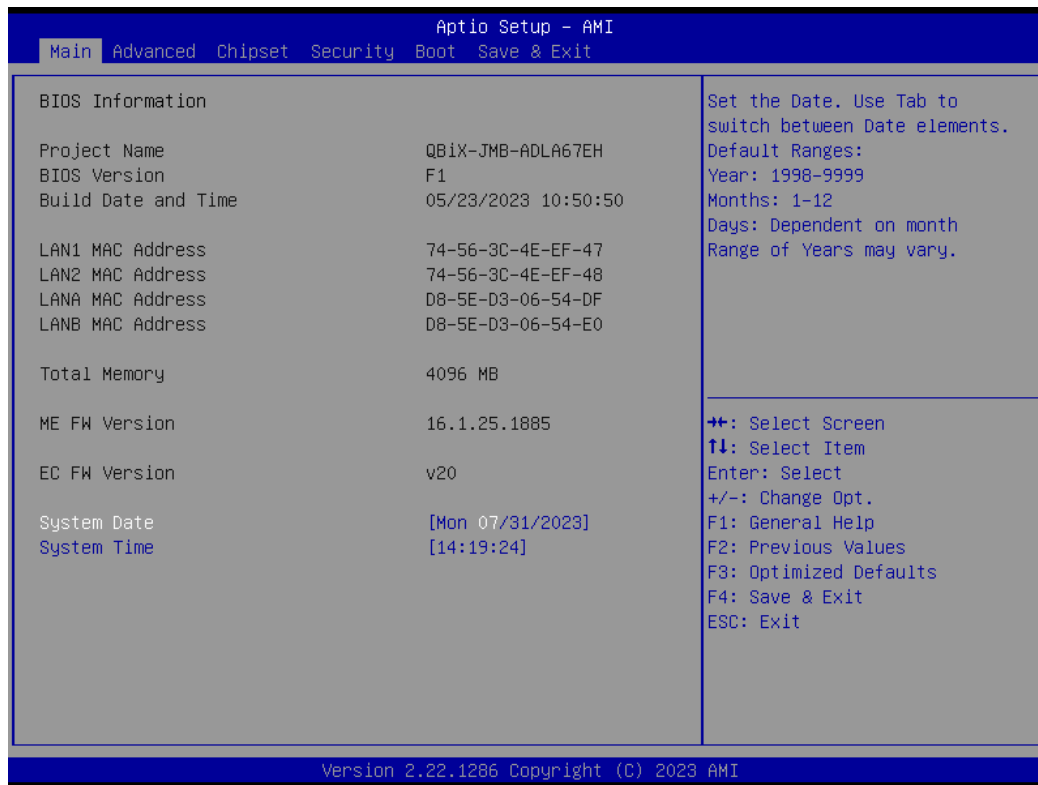 Aptio Setup – AMI
Main Advanced Chipset Security Boot Save & Exit
BIOS Information
Project Name QBiX-JMB-ADLA67EH
BIOS Version F1
Build Date and Time 05/23/2023 10:50:50
LAN1 MAC Address 74-56-3C-4E-EF-47
LAN2 MAC Address 74-56-3C-4E-EF-48
LANA MAC Address D8-5E-D3-06-54-DF
LANB MAC Address D8-5E-D3-06-54-E0
Total Memory 4096 MB
ME FW Version 16.1.25.1885
EC FW Version v20
System Date [Mon 07/31/2023]
System Time [14:19:24]
Set the Date. Use Tab to
switch between Date elements.
Default Ranges:
Year: 1998-9999
Months: 1-12
Days: Dependent on month
Range of Years may vary.
→←: Select Screen
↑↓: Select Item
Enter: Select
+/-: Change Opt.
F1: General Help
F2: Previous Values
F3: Optimized Defaults
F4: Save & Exit
ESC: Exit
Version 2.22.1286 Copyright (C) 2023 AMI